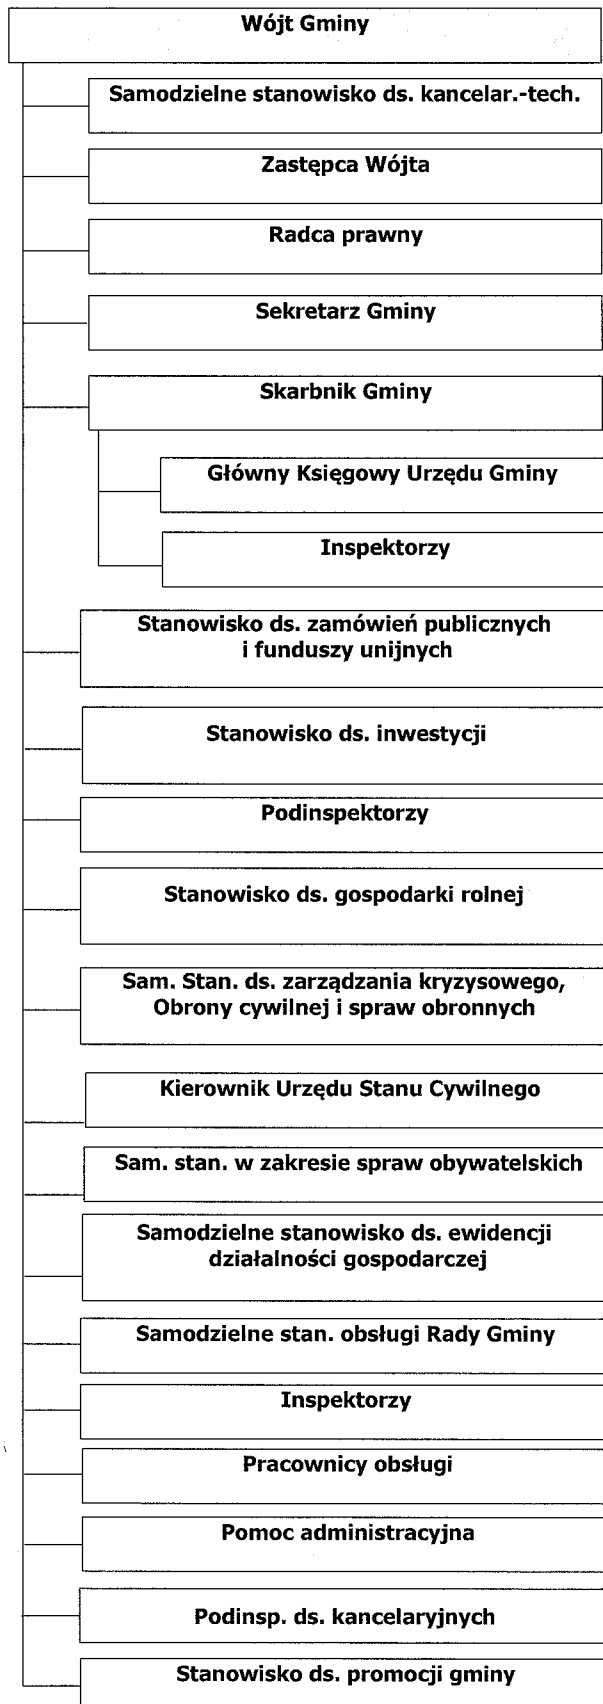 Wójt Gminy
Samodzielne stanowisko ds. kancelar.-tech.
Zastępca Wójta
Radca prawny
Sekretarz Gminy
Skarbnik Gminy
Główny Księgowy Urzędu Gminy
Inspektorzy
Stanowisko ds. zamówień publicznych
i funduszy unijnych
Stanowisko ds. inwestycji
Podinspektorzy
Stanowisko ds. gospodarki rolnej
Sam. Stan. ds. zarządzania kryzysowego,
Obrony cywilnej i spraw obronnych
Kierownik Urzędu Stanu Cywilnego
Sam. stan. w zakresie spraw obywatelskich
Samodzielne stanowisko ds. ewidencji
działalności gospodarczej
Samodzielne stan. obsługi Rady Gminy
Inspektorzy
Pracownicy obsługi
Pomoc administracyjna
Podinsp. ds. kancelaryjnych
Stanowisko ds. promocji gminy